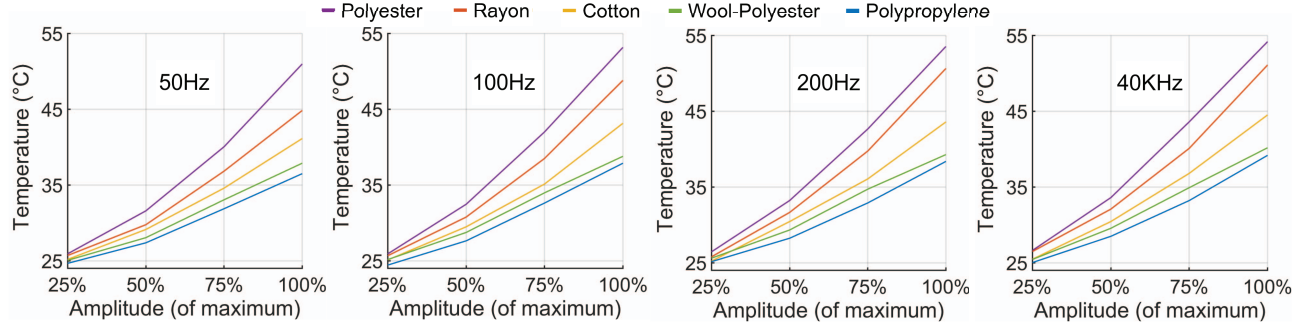 Polyester Rayon Cotton Wool-Polyester Polypropylene
55 55 55 55
50Hz 100Hz 200Hz 40KHz
45 45 45 45
35 35 35 35
25 25 25 25
Temperature (°C) Temperature (°C) Temperature (°C) Temperature (°C)
25% 50% 75% 100% 25% 50% 75% 100% 25% 50% 75% 100% 25% 50% 75% 100%
Amplitude (of maximum) Amplitude (of maximum) Amplitude (of maximum) Amplitude (of maximum)